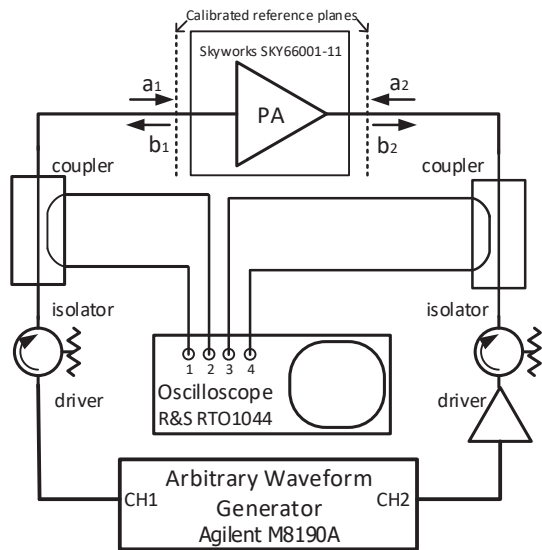 Calibrated reference planes
Skyworks SKY66001-11
a1
a2
PA
b1
b2
coupler
coupler
isolator
isolator
1 2 3 4
Oscilloscope
R&S RTO1044
driver
driver
Arbitrary Waveform
CH1
CH2
Generator
Agilent M8190A